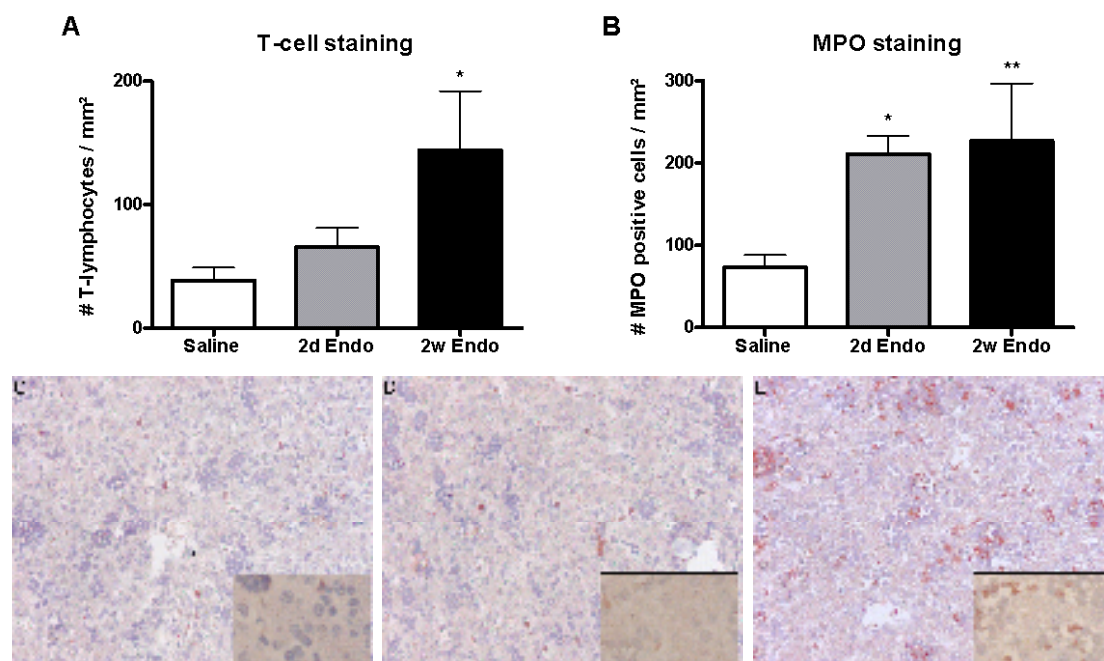 A
T-cell staining
# T-lymphocytes / mm²
200
100
0
*
Saline
2d Endo
2w Endo
B
MPO staining
# MPO positive cells / mm²
300
200
100
0
*
**
Saline
2d Endo
2w Endo
C